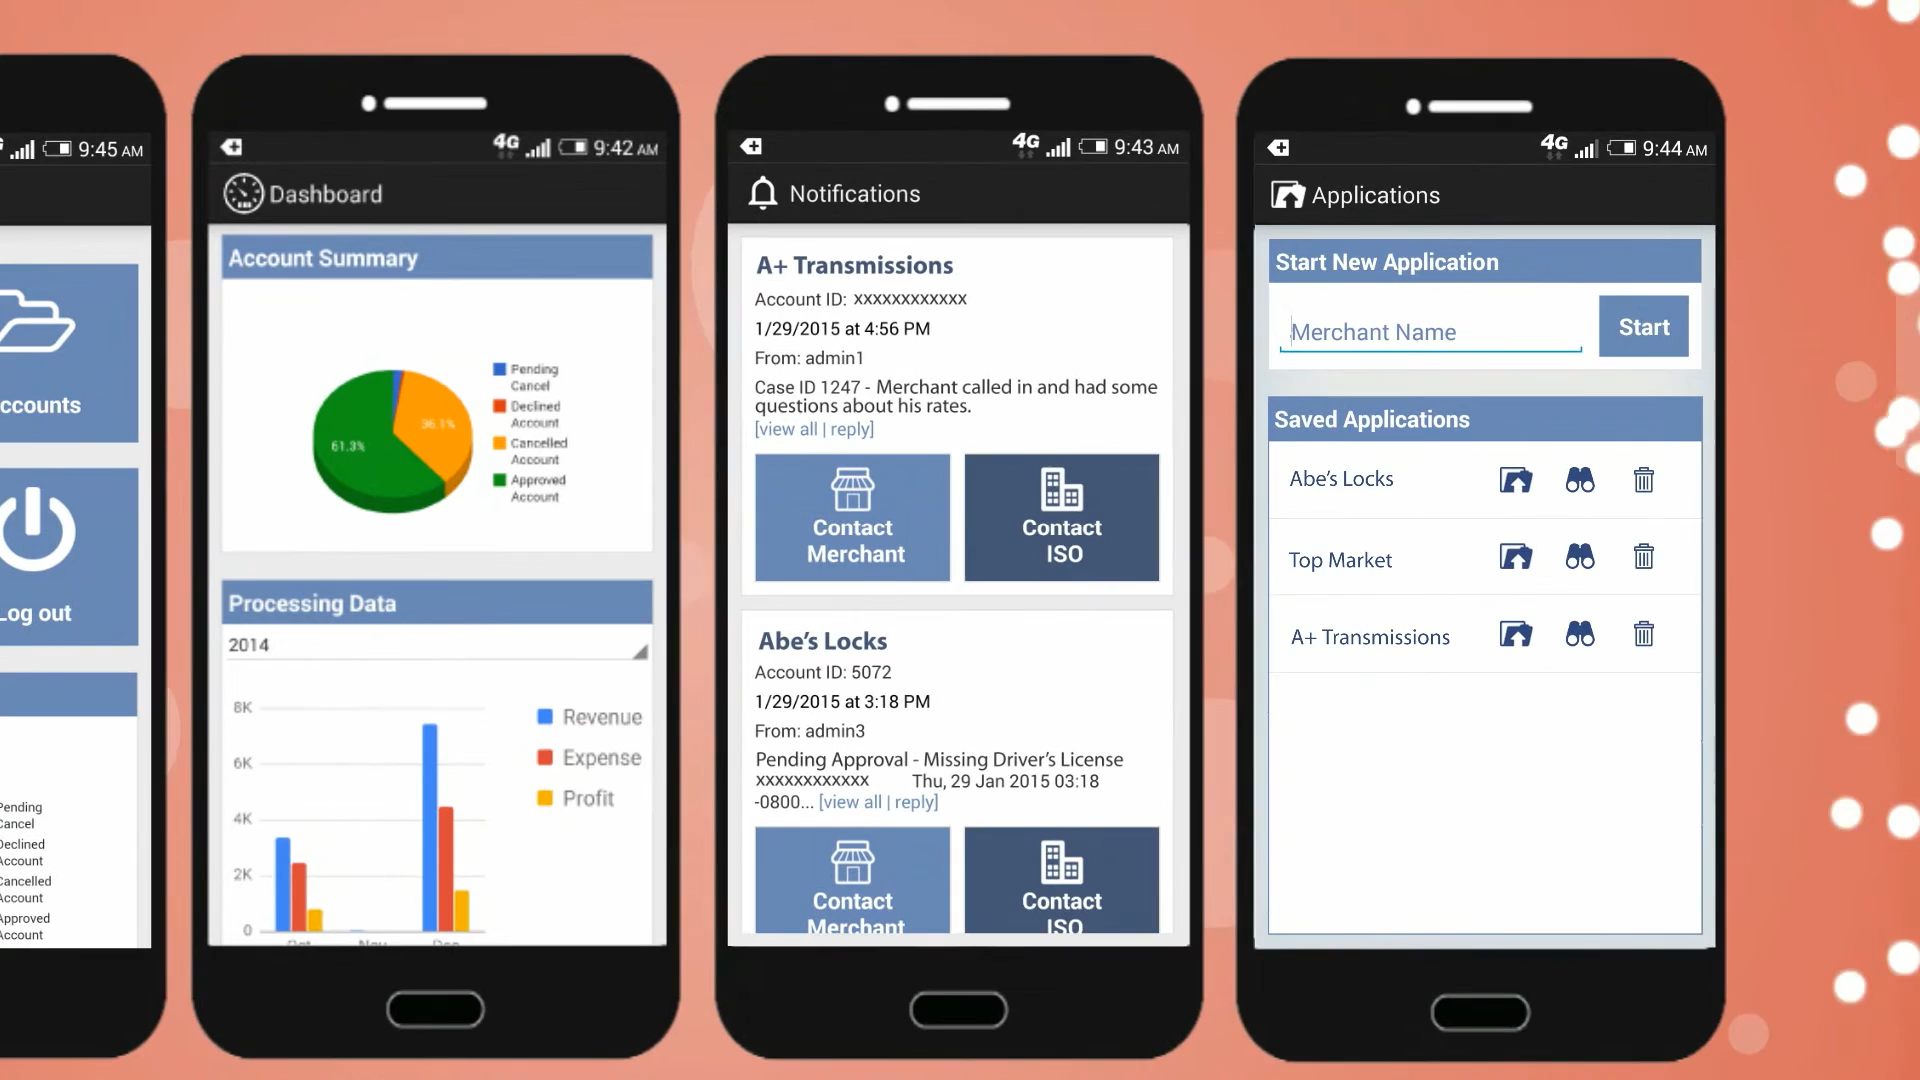 9:45 AM
ccounts
Log out
Pending
Cancel
Declined
Account
Cancelled
Account
Approved
Account
4G 9:42 AM
Dashboard
Account Summary
61.3%
36.1%
Pending
Cancel
Declined
Account
Cancelled
Account
Approved
Account
Processing Data
2014
8K
6K
4K
2K
0
Oct Nov Dec
Revenue
Expense
Profit
4G 9:43 AM
Notifications
A+ Transmissions
Account ID: xxxxxxxxxxxx
1/29/2015 at 4:56 PM
From: admin1
Case ID 1247 - Merchant called in and had some
questions about his rates.
[view all | reply]
Contact
Merchant
Contact
ISO
Abe's Locks
Account ID: 5072
1/29/2015 at 3:18 PM
From: admin3
Pending Approval - Missing Driver's License
xxxxxxxxxxxx Thu, 29 Jan 2015 03:18
-0800... [view all | reply]
Contact
Merchant
Contact
ISO
4G 9:44 AM
Applications
Start New Application
Merchant Name
Start
Saved Applications
Abe's Locks
Top Market
A+ Transmissions